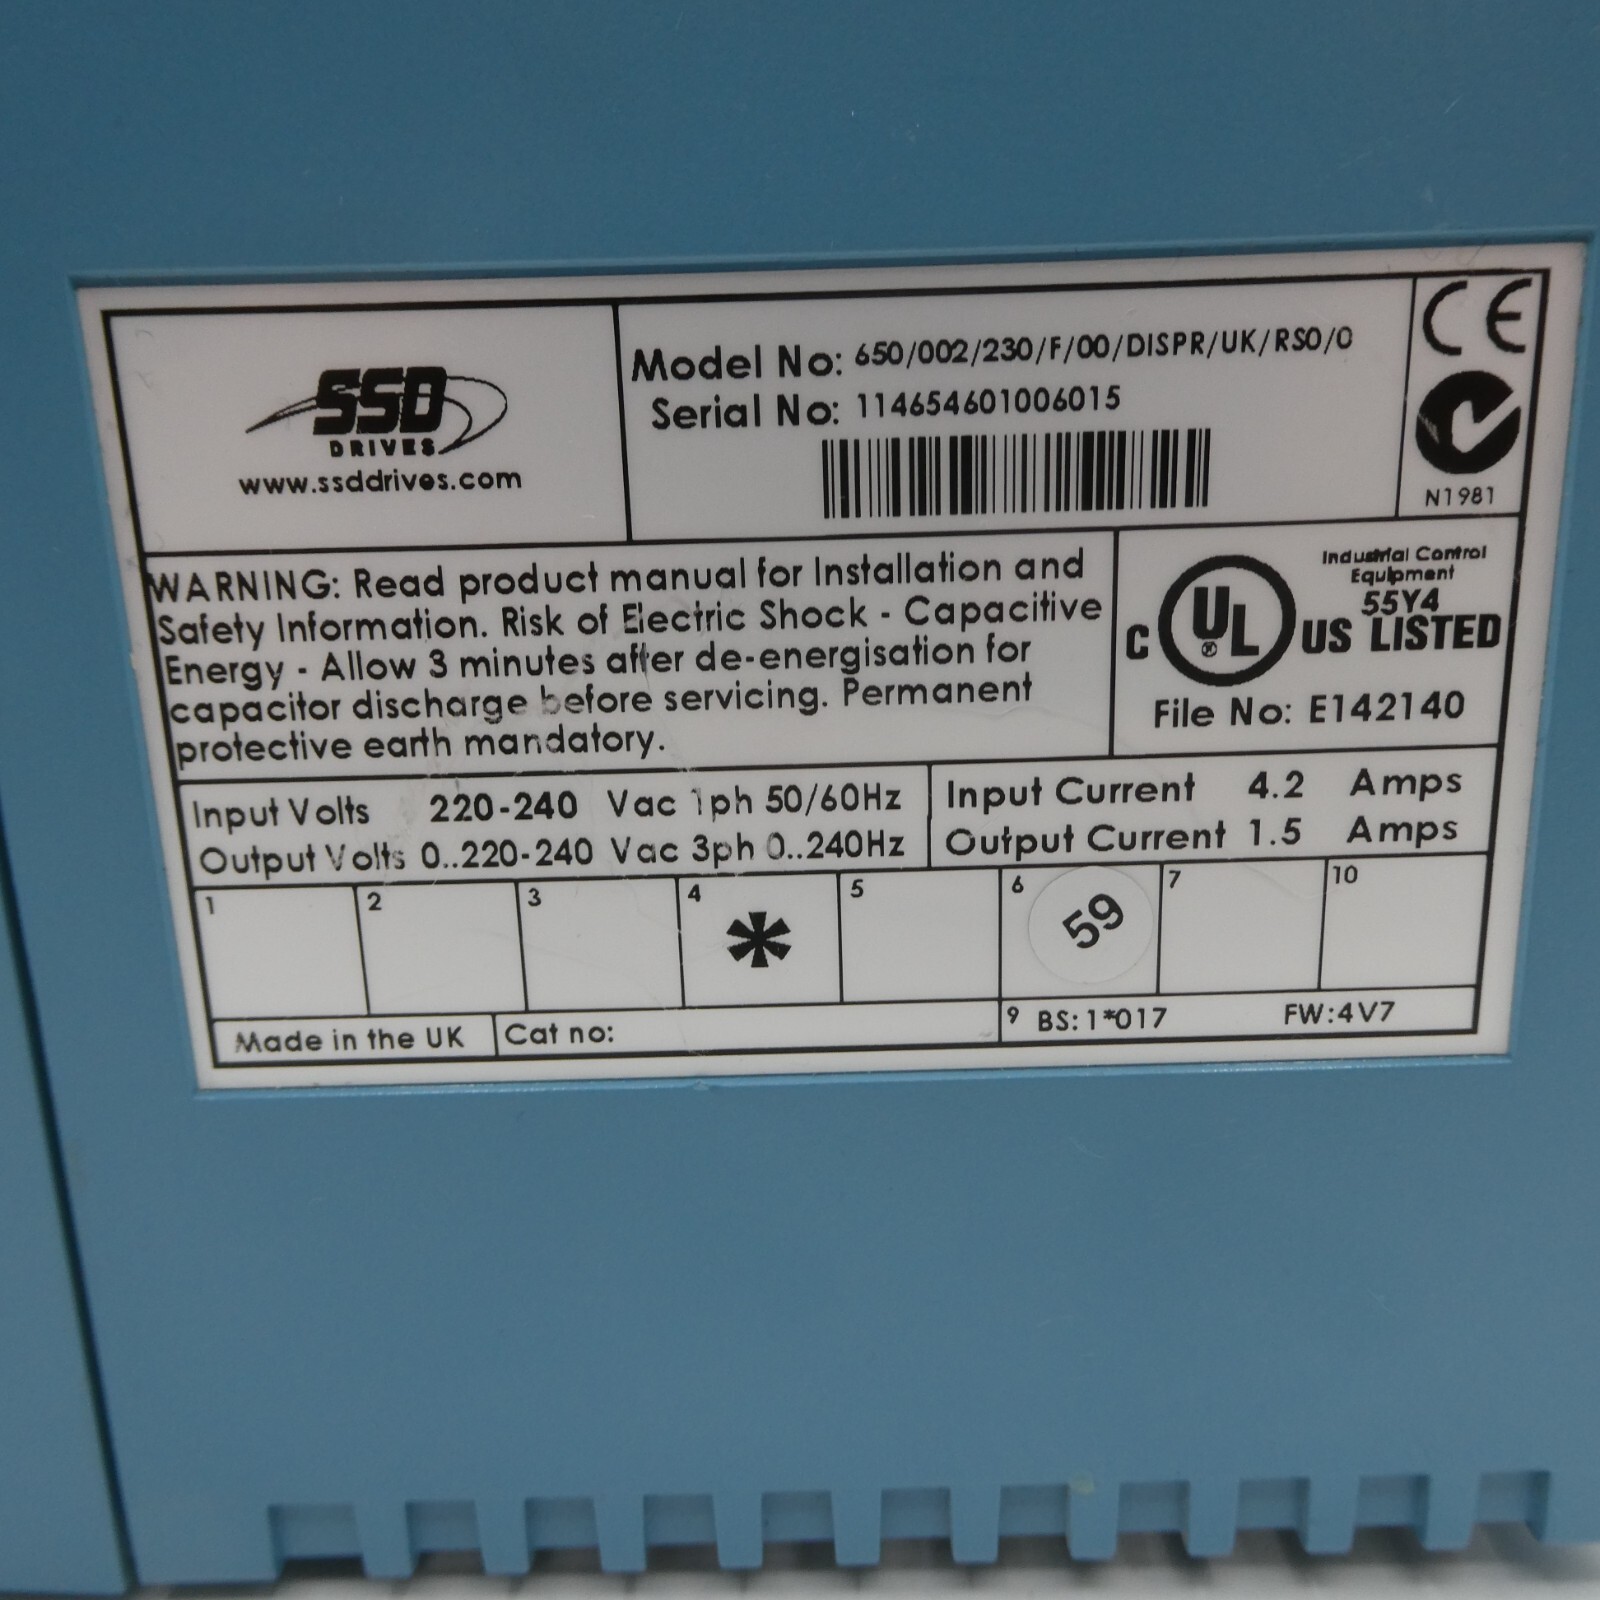 SSD
DRIVES
www.ssddrives.com
Model No: 650/002/230/F/00/DISPR/UK/RS0/0
Serial No: 114654601006015
CE
N1981
WARNING: Read product manual for Installation and
Safety Information. Risk of Electric Shock - Capacitive
Energy - Allow 3 minutes after de-energisation for
capacitor discharge before servicing. Permanent
protective earth mandatory.
Industrial Control
Equipment
55Y4
C UL ® US LISTED
File No: E142140
Input Volts 220-240 Vac 1ph 50/60Hz
Output Volts 0..220-240 Vac 3ph 0..240Hz
Input Current 4.2 Amps
Output Current 1.5 Amps
1 2 3 4 * 5 6 59 7 10
Made in the UK
Cat no:
9 BS: 1*017 FW:4V7